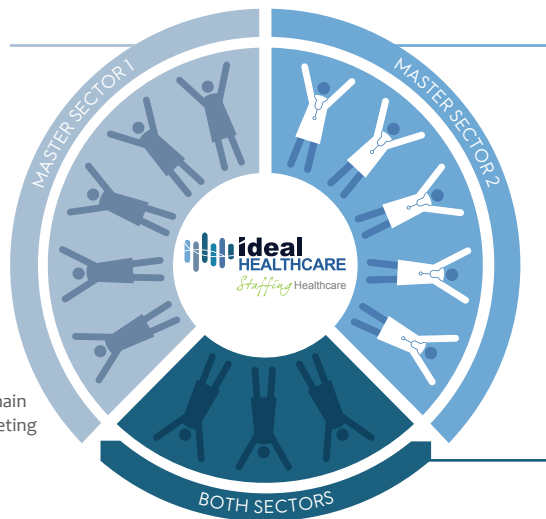 MASTER SECTOR 1
MASTER SECTOR 2
ideal
HEALTHCARE
Staffing Healthcare
BOTH SECTORS